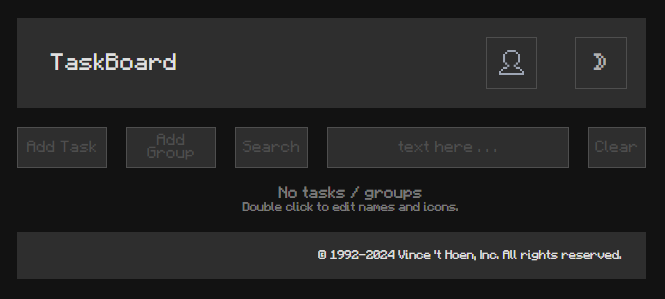 TaskBoard
Add Task
Add
Group
Search
text here...
Clear
No tasks / groups
Double click to edit names and icons.
© 1992-2024 Vince 't Hoen, Inc. All rights reserved.